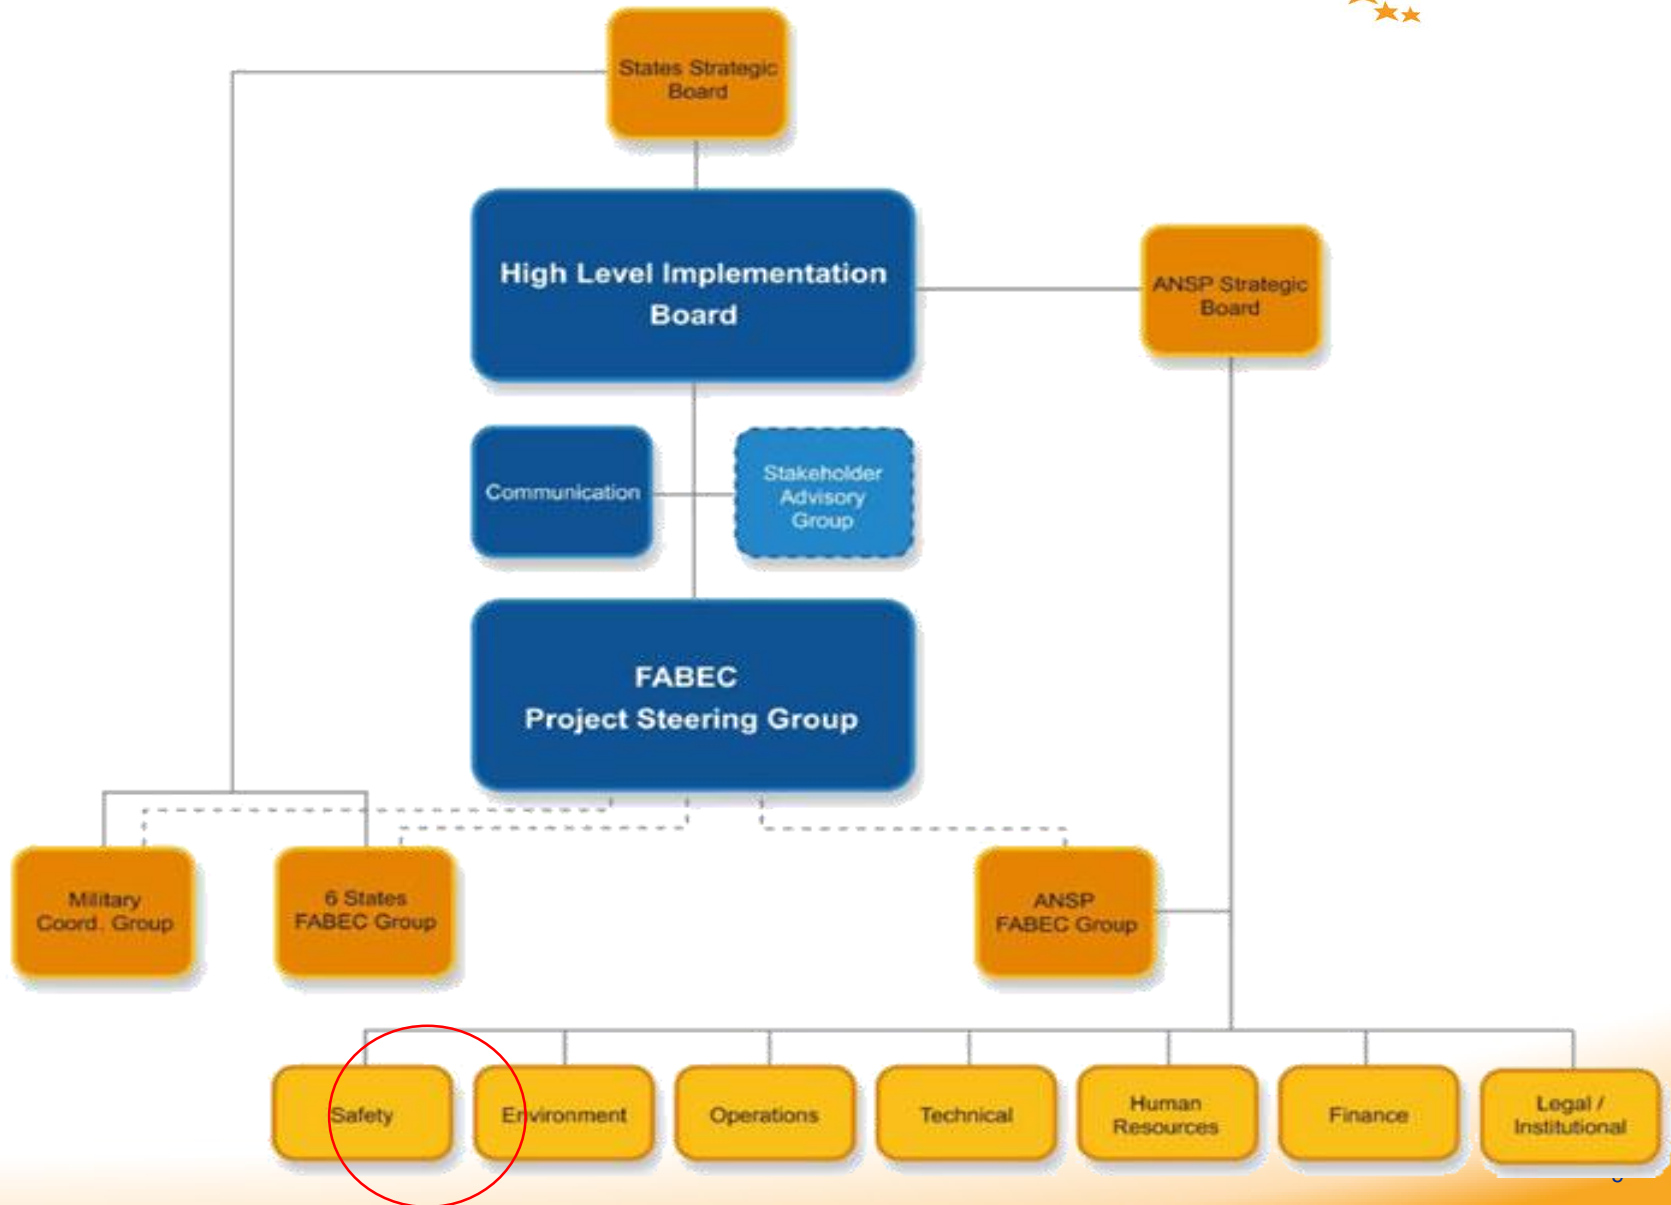 States Strategic
Board
High Level Implementation
Board
ANSP Strategic
Board
Communication
Stakeholder
Advisory
Group
FABEC
Project Steering Group
Military
Coord. Group
6 States
FABEC Group
ANSP
FABEC Group
Safety
Environment
Operations
Technical
Human
Resources
Finance
Legal /
Institutional